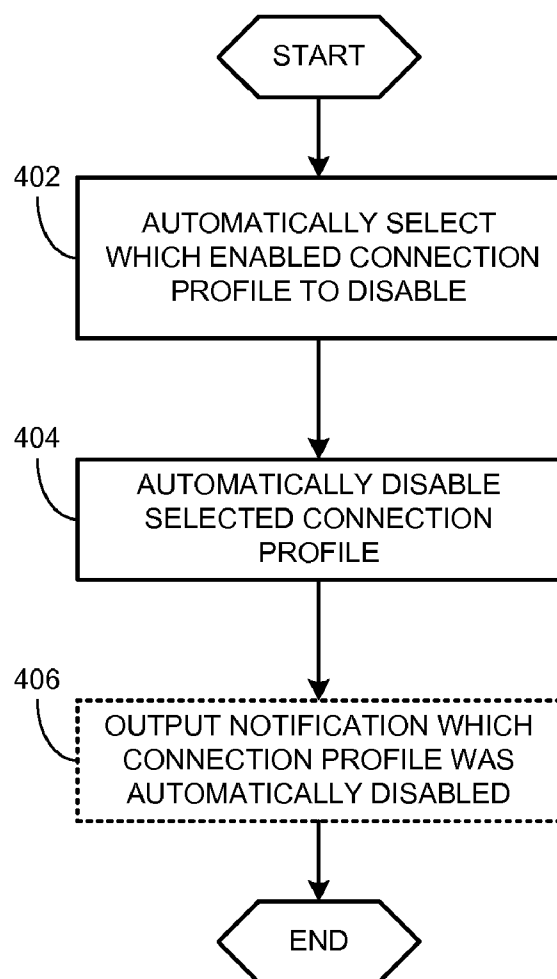 START
402
AUTOMATICALLY SELECT
WHICH ENABLED CONNECTION
PROFILE TO DISABLE
404
AUTOMATICALLY DISABLE
SELECTED CONNECTION
PROFILE
406
OUTPUT NOTIFICATION WHICH
CONNECTION PROFILE WAS
AUTOMATICALLY DISABLED
END